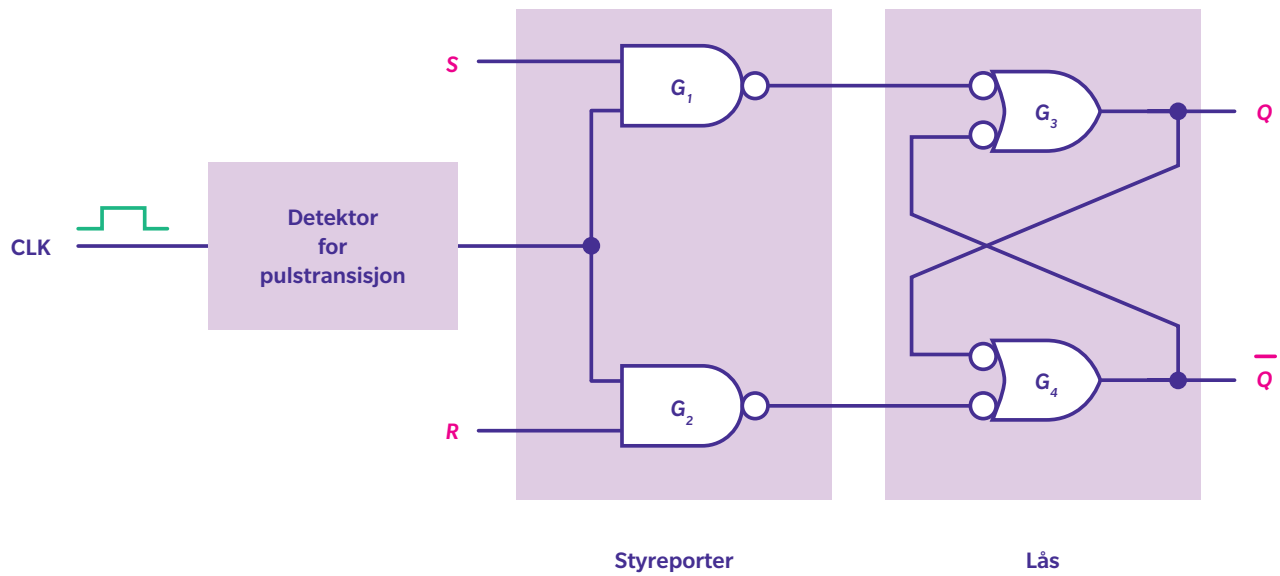 S
G1
G3
Q
Detektor
for
pulstransisjon
CLK
G4
Q̅
G2
R
Styreporter
Lås